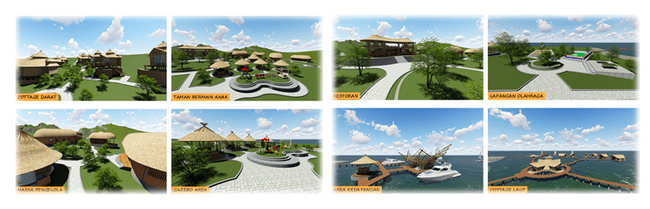 COTTAGE DARAT
TAMAN BERMAIN ANAK
RESTORAN
LAPANGAN OLAHRAGA
MASSA PENGELOLA
GAZEBO AREA
AREA KEDATANGAN
COTTAGE LAUT